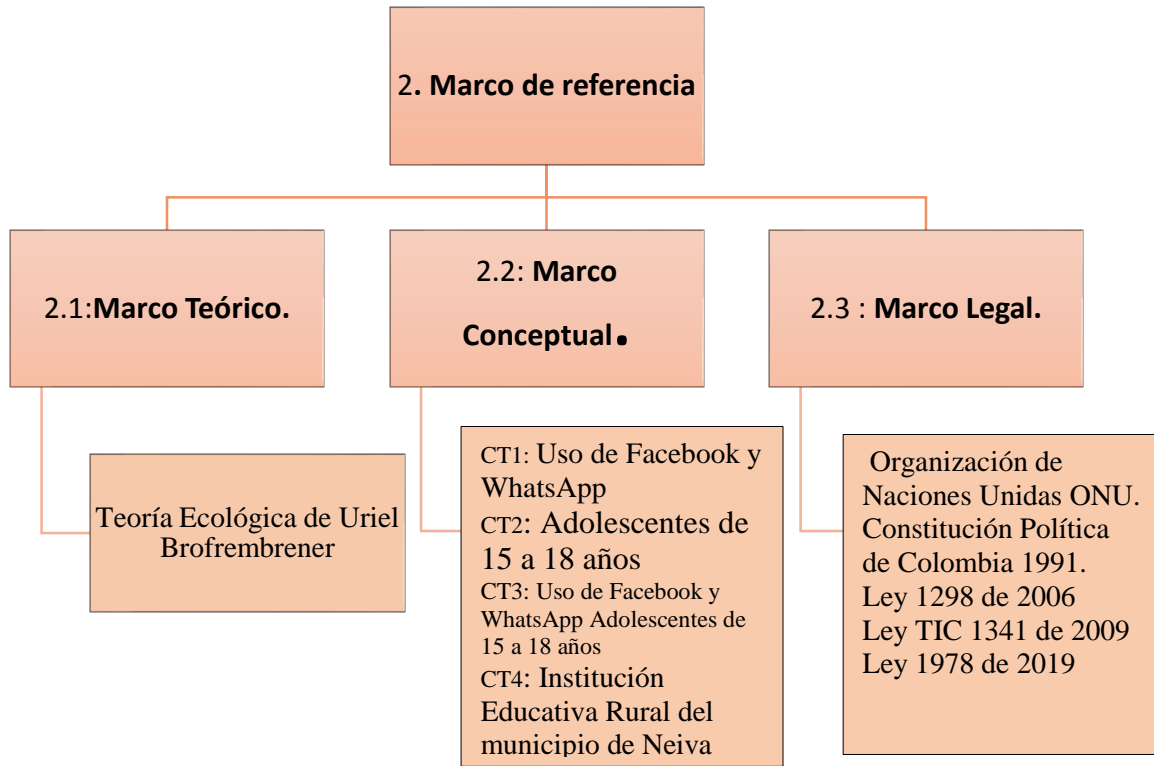 2. Marco de referencia
2.1:Marco Teórico.
2.2: Marco
Conceptual.
2.3 : Marco Legal.
Teoría Ecológica de Uriel
Brofrembrener
CT1: Uso de Facebook y
WhatsApp
CT2: Adolescentes de
15 a 18 años
CT3: Uso de Facebook y
WhatsApp Adolescentes de
15 a 18 años
CT4: Institución
Educativa Rural del
municipio de Neiva
Organización de
Naciones Unidas ONU.
Constitución Política
de Colombia 1991.
Ley 1298 de 2006
Ley TIC 1341 de 2009
Ley 1978 de 2019